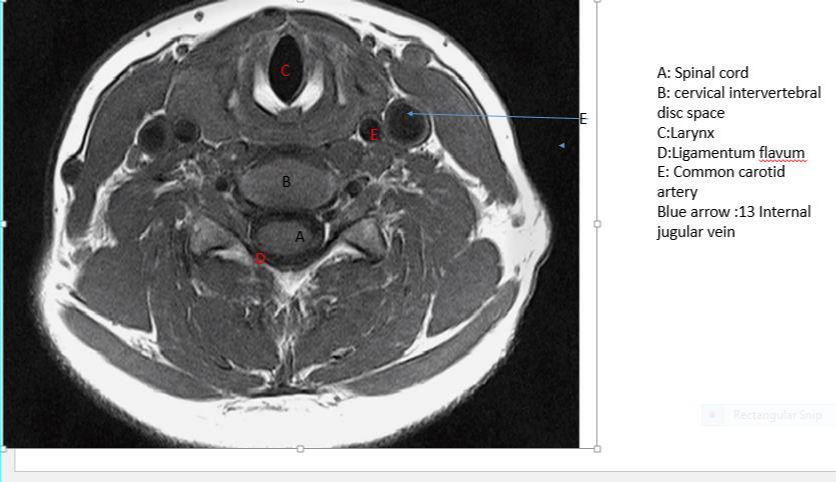 C
E
E
B
A
D
A: Spinal cord
B: cervical intervertebral
disc space
C:Larynx
D:Ligamentum flavum
E: Common carotid
artery
Blue arrow :13 Internal
jugular vein
Rectangular Snip